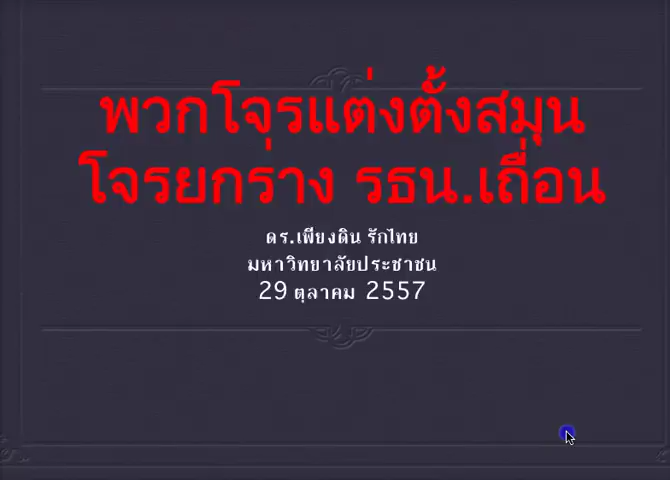 พวกโจรแต่งตั้งสมุน
โจรยกร่าง รธน.เถื่อน
ดร.เพียงดิน รักไทย
มหาวิทยาลัยประชาชน
29 ตุลาคม 2557